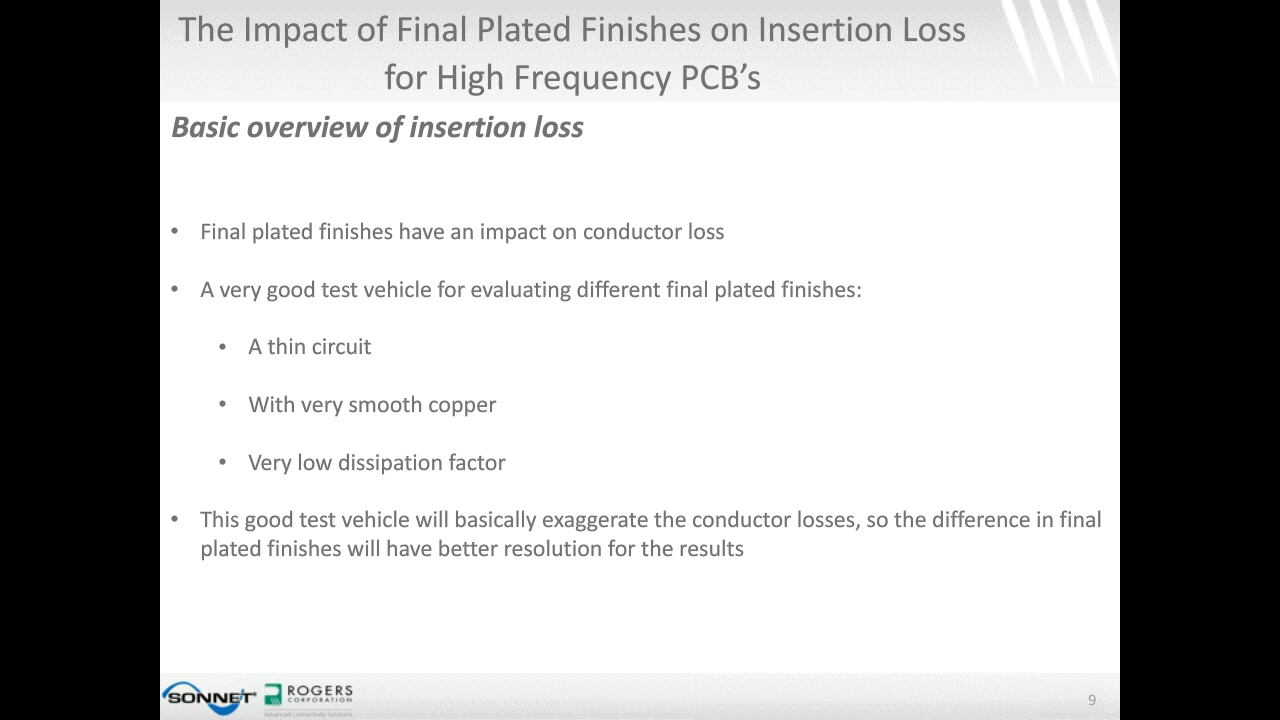 The Impact of Final Plated Finishes on Insertion Loss
for High Frequency PCB's
Basic overview of insertion loss
• Final plated finishes have an impact on conductor loss
• A very good test vehicle for evaluating different final plated finishes:
• A thin circuit
• With very smooth copper
• Very low dissipation factor
• This good test vehicle will basically exaggerate the conductor losses, so the difference in final
plated finishes will have better resolution for the results
SONNET
ROGERS
CORPORATION
Advanced Connectivity Solutions
9